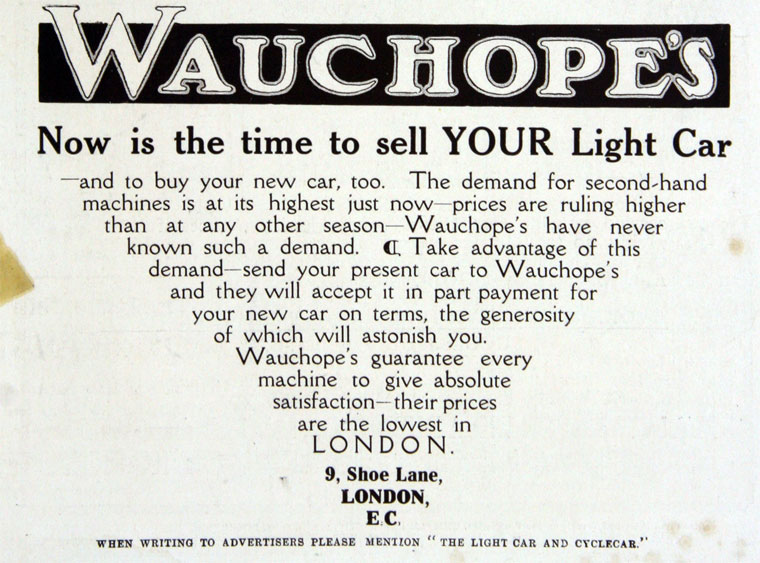 WAUCHOPE'S
Now is the time to sell YOUR Light Car
—and to buy your new car, too. The demand for second-hand
machines is at its highest just now—prices are ruling higher
than at any other season—Wauchope's have never
known such a demand. ℂ Take advantage of this
demand—send your present car to Wauchope's
and they will accept it in part payment for
your new car on terms, the generosity
of which will astonish you.
Wauchope's guarantee every
machine to give absolute
satisfaction—their prices
are the lowest in
LONDON.
9, Shoe Lane,
LONDON,
E.C.
WHEN WRITING TO ADVERTISERS PLEASE MENTION "THE LIGHT CAR AND CYCLECAR."